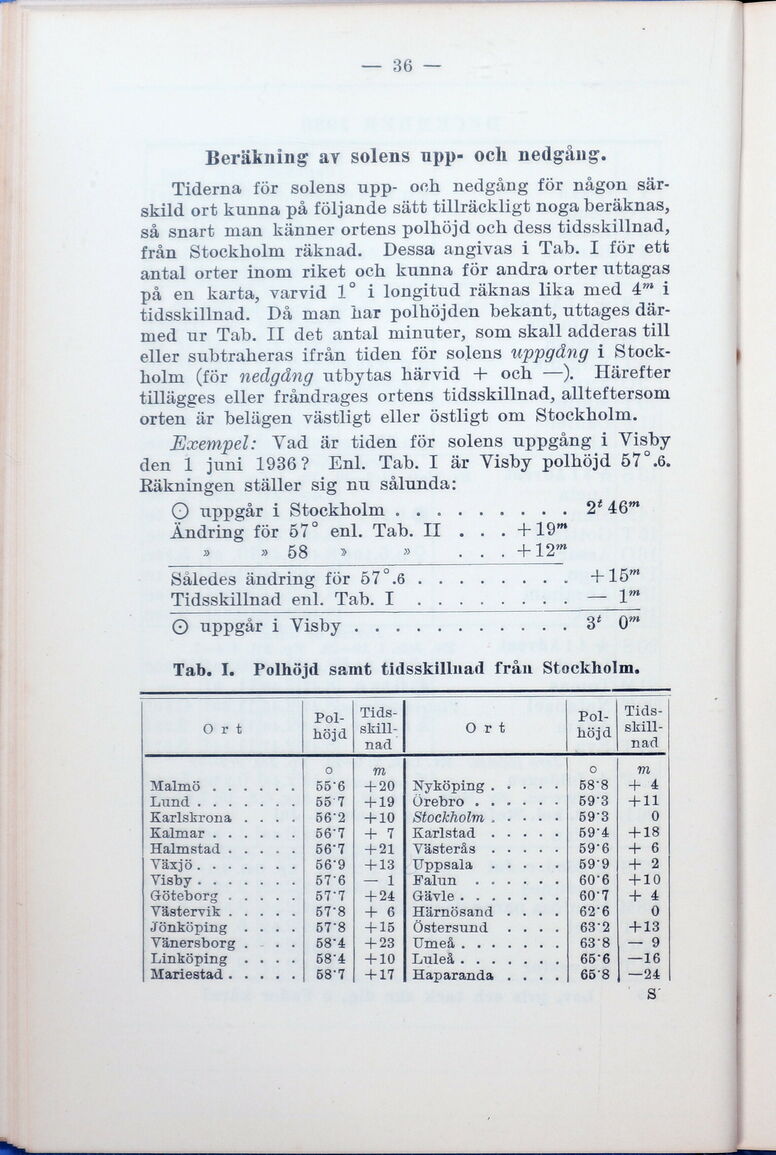 — 36 —
Beräkning av solens upp- och nedgång.
Tiderna för solens upp- och nedgång för någon sär-
skild ort kunna på följande sätt tillräckligt noga beräknas,
så snart man känner ortens polhöjd och dess tidsskillnad,
från Stockholm räknad. Dessa angivas i Tab. I för ett
antal orter inom riket och kunna för andra orter uttagas
på en karta, varvid 1° i longitud räknas lika med 4ᵐ i
tidsskillnad. Då man har polhöjden bekant, uttages där-
med ur Tab. II det antal minuter, som skall adderas till
eller subtraheras ifrån tiden för solens uppgång i Stock-
holm (för nedgång utbytas härvid + och —). Härefter
tillägges eller fråndrages ortens tidsskillnad, allteftersom
orten är belägen västligt eller östligt om Stockholm.
Exempel: Vad är tiden för solens uppgång i Visby
den 1 juni 1936? Enl. Tab. I är Visby polhöjd 57°.6.
Räkningen ställer sig nu sålunda:
☉ uppgår i Stockholm . . . . . . . . . 2ᵗ 46ᵐ
Ändring för 57° enl. Tab. II . . . +19ᵐ
» » 58 » » . . . +12ᵐ
Således ändring för 57°.6 . . . . . . . . +15ᵐ
Tidsskillnad enl. Tab. I . . . . . . . . — 1ᵐ
☉ uppgår i Visby . . . . . . . . . . . 3ᵗ 0ᵐ
Tab. I. Polhöjd samt tidsskillnad från Stockholm.
Ort Pol-höjd Tids-skill-nad Ort Pol-höjd Tids-skill-nad
o m o m
Malmö . . . . . . 55·6 +20 Nyköping . . . . . 58·8 + 4
Lund . . . . . . . 55 7 +19 Örebro . . . . . . 59·3 +11
Karlskrona . . . . 56·2 +10 Stockholm . . . . . 59·3 0
Kalmar . . . . . . 56·7 + 7 Karlstad . . . . . 59·4 +18
Halmstad . . . . . 56·7 +21 Västerås . . . . . 59·6 + 6
Växjö . . . . . . . 56·9 +13 Uppsala . . . . . 59·9 + 2
Visby . . . . . . . 57·6 — 1 Falun . . . . . . 60·6 +10
Göteborg . . . . . 57·7 +24 Gävle . . . . . . . 60·7 + 4
Västervik . . . . . 57·8 + 6 Härnösand . . . . 62·6 0
Jönköping . . . . 57·8 +15 Östersund . . . . 63·2 +13
Vänersborg . . . . 58·4 +23 Umeå . . . . . . . 63·8 — 9
Linköping . . . . 58·4 +10 Luleå . . . . . . . 65·6 —16
Mariestad . . . . . 58·7 +17 Haparanda . . . . 65·8 —24
S